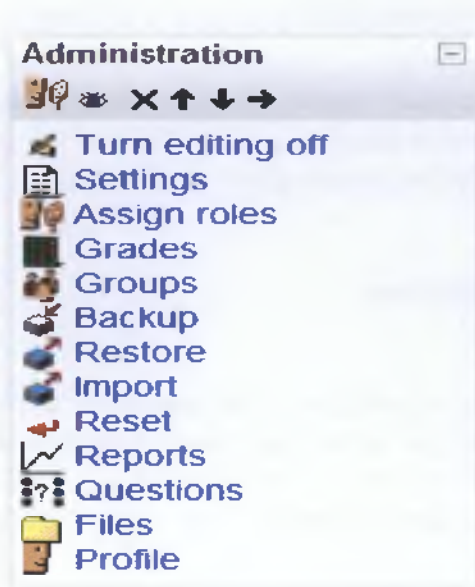 Administration
Turn editing off
Settings
Assign roles
Grades
Groups
Backup
Restore
Import
Reset
Reports
Questions
Files
Profile